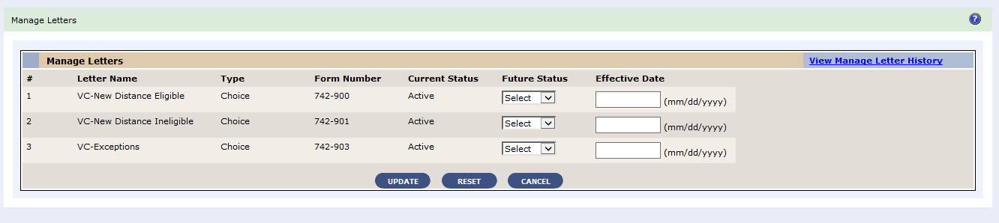 Manage Letters
?
Manage Letters View Manage Letter History
# Letter Name Type Form Number Current Status Future Status Effective Date
1 VC-New Distance Eligible Choice 742-900 Active Select (mm/dd/yyyy)
2 VC-New Distance Ineligible Choice 742-901 Active Select (mm/dd/yyyy)
3 VC-Exceptions Choice 742-903 Active Select (mm/dd/yyyy)
UPDATE RESET CANCEL